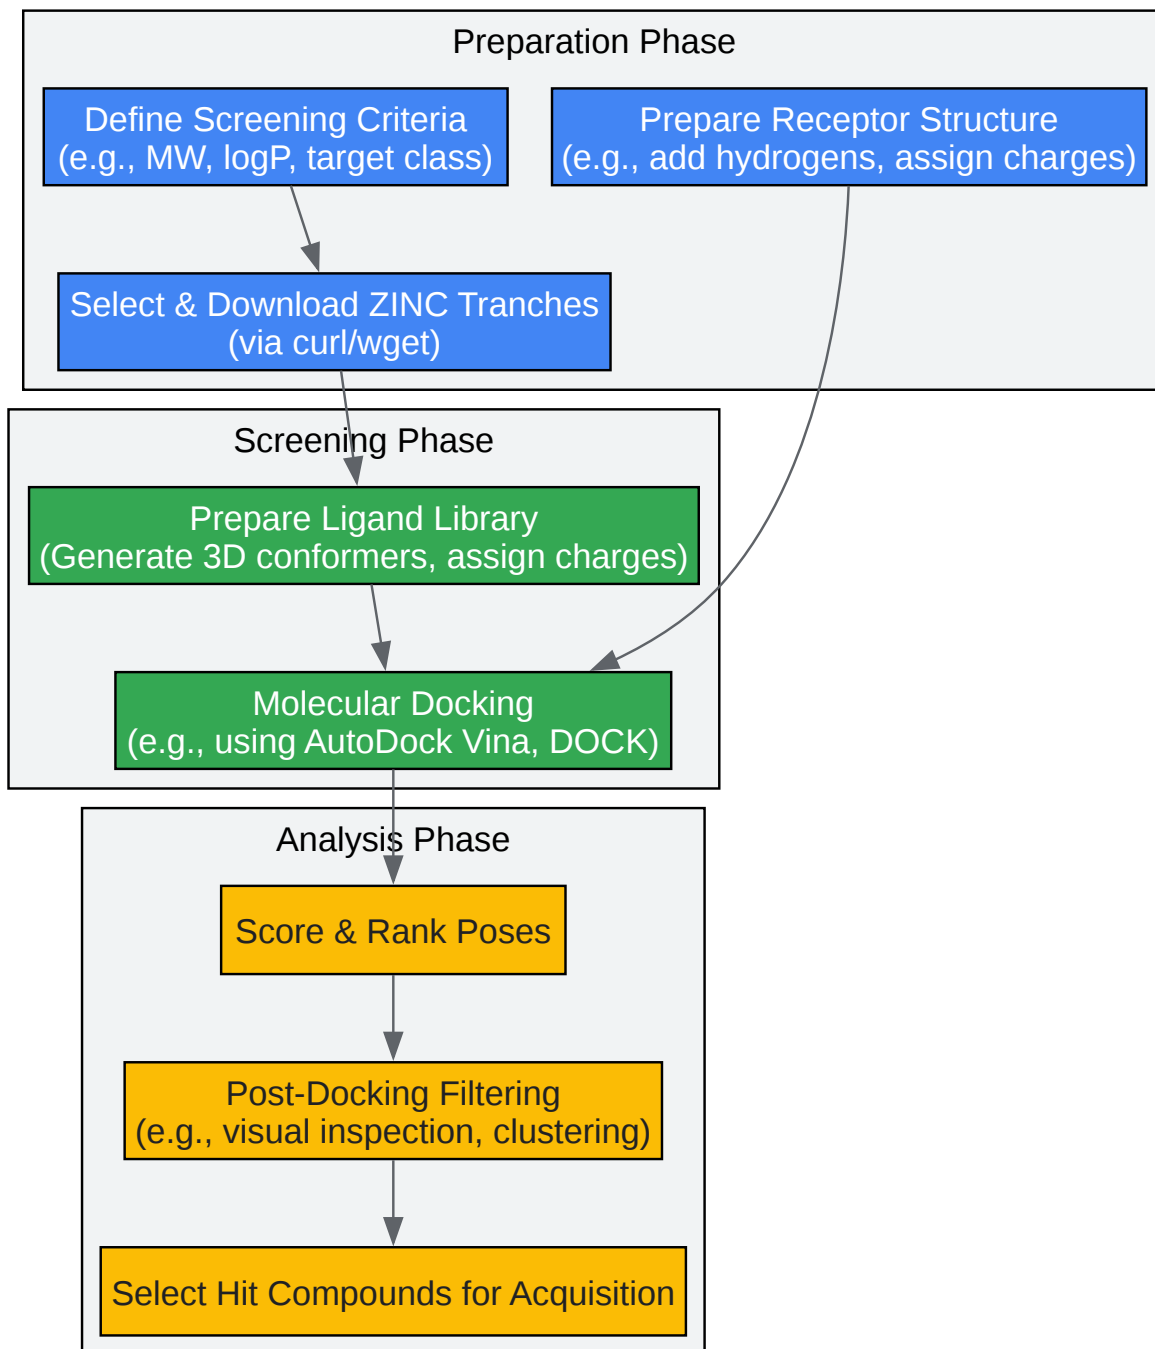 Preparation Phase
Define Screening Criteria
(e.g., MW, logP, target class)
Prepare Receptor Structure
(e.g., add hydrogens, assign charges)
Select & Download ZINC Tranches
(via curl/wget)
Screening Phase
Prepare Ligand Library
(Generate 3D conformers, assign charges)
Molecular Docking
(e.g., using AutoDock Vina, DOCK)
Analysis Phase
Score & Rank Poses
Post-Docking Filtering
(e.g., visual inspection, clustering)
Select Hit Compounds for Acquisition